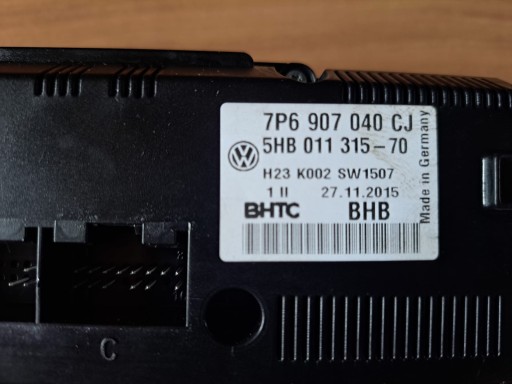 7P6 907 040 CJ
5HB 011 315-70
H23 K002 SW1507
1 II 27.11.2015
BHTC BHB
Made in Germany
C